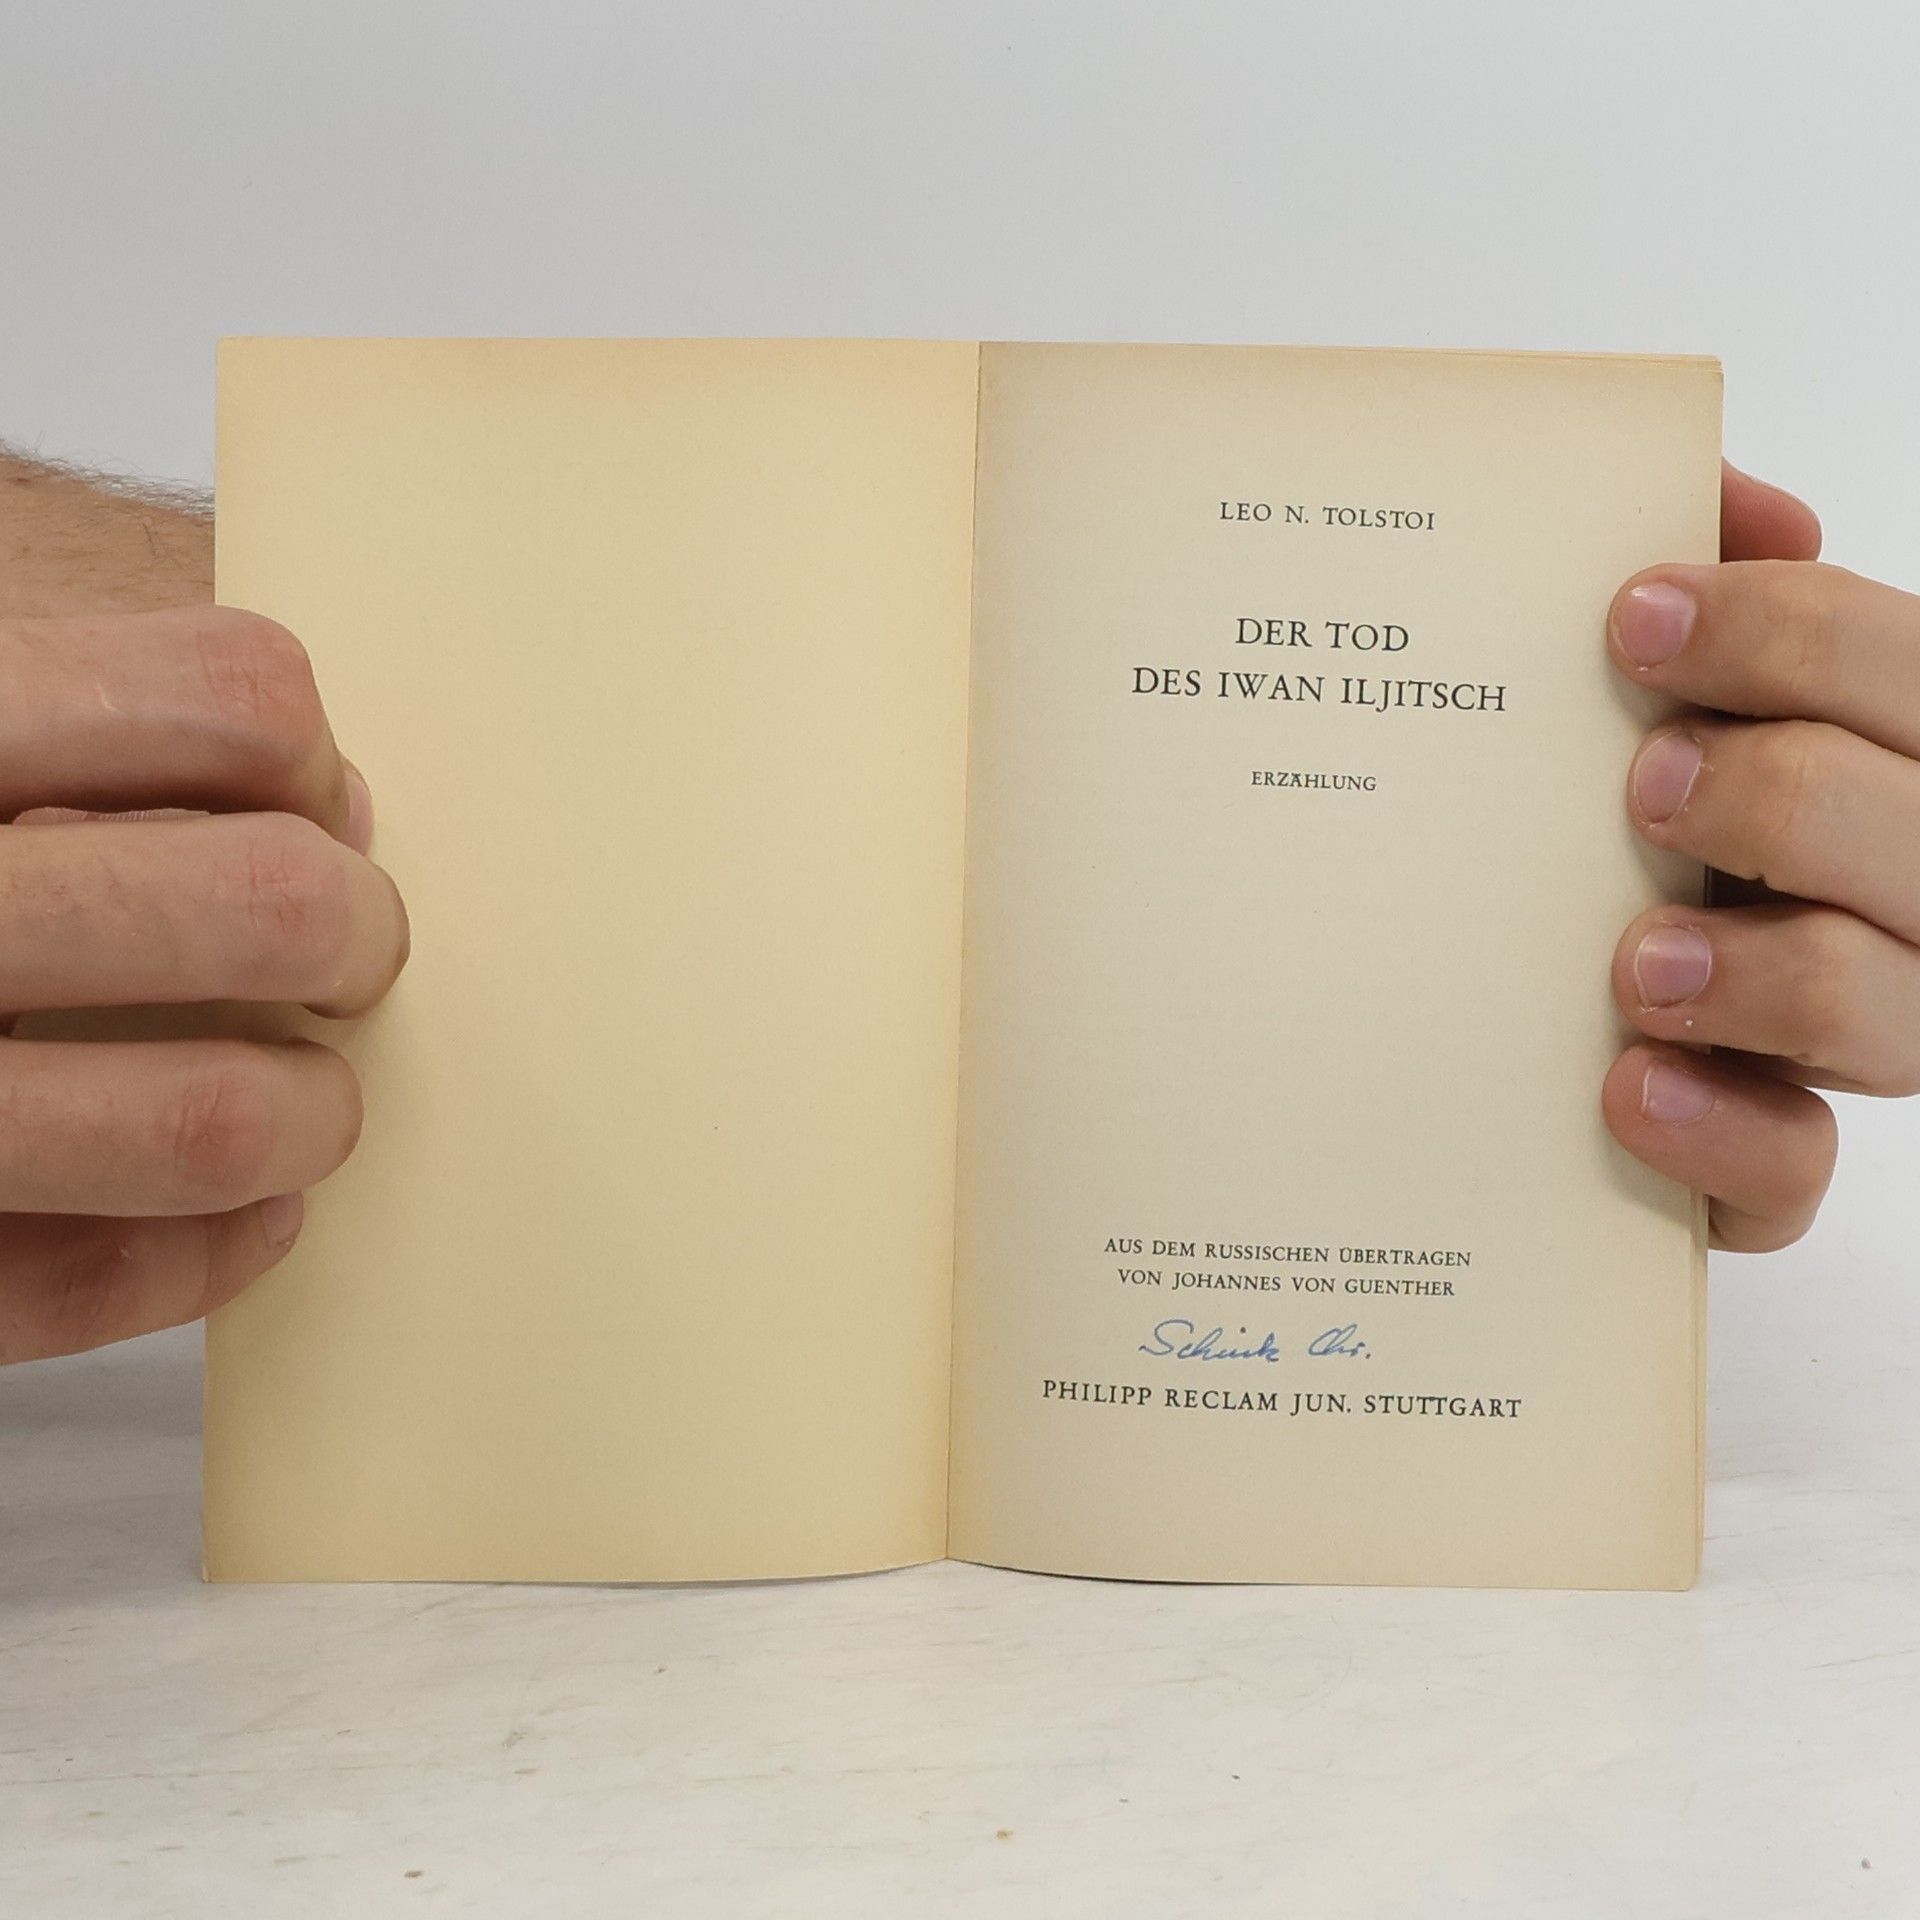 LEO N. TOLSTOI
DER TOD
DES IWAN ILJITSCH
ERZÄHLUNG
AUS DEM RUSSISCHEN ÜBERTRAGEN
VON JOHANNES VON GUENTHER
Chr.
PHILIPP RECLAM JUN. STUTTGART